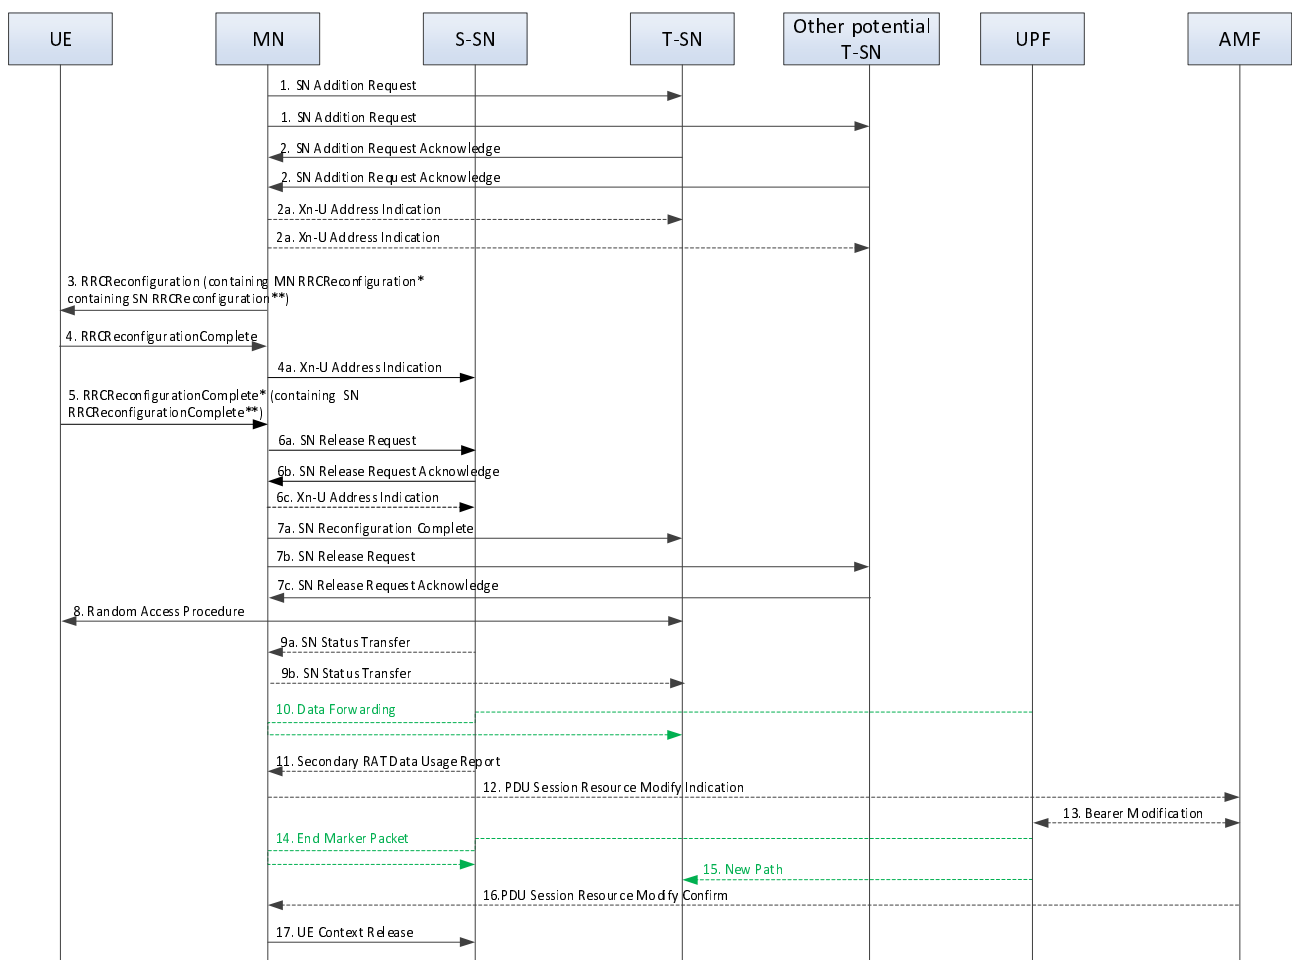 UE
MN
S-SN
T-SN
Other potential
T-SN
UPF
AMF
1. SN Addition Request
1. SN Addition Request
2. SN Addition Request Acknowledge
2. SN Addition Request Acknowledge
2a. Xn-U Address Indication
2a. Xn-U Address Indication
3. RRCReconfiguration (containing MN RRCReconfiguration*
containing SN RRCReconfiguration**)
4. RRCReconfigurationComplete
4a. Xn-U Address Indication
5. RRCReconfigurationComplete* (containing SN
RRCReconfigurationComplete**)
6a. SN Release Request
6b. SN Release Request Acknowledge
6c. Xn-U Address Indication
7a. SN Reconfiguration Complete
7b. SN Release Request
7c. SN Release Request Acknowledge
8. Random Access Procedure
9a. SN Status Transfer
9b. SN Status Transfer
10. Data Forwarding
11. Secondary RAT Data Usage Report
12. PDU Session Resource Modify Indication
13. Bearer Modification
14. End Marker Packet
15. New Path
16.PDU Session Resource Modify Confirm
17. UE Context Release